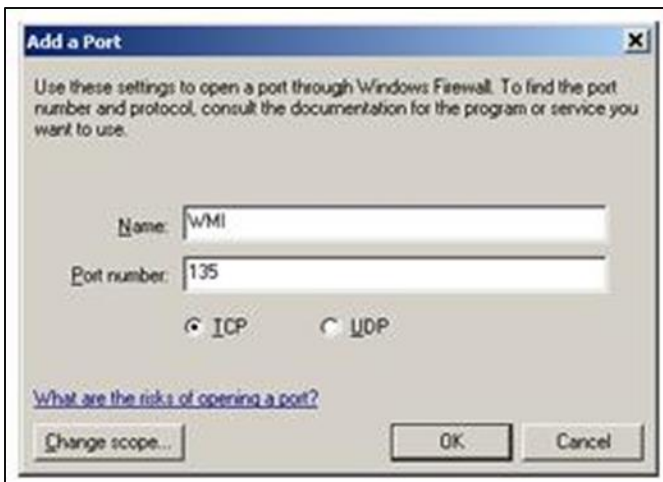 Add a Port
Use these settings to open a port through Windows Firewall. To find the port
number and protocol, consult the documentation for the program or service you
want to use.
Name: WMI
Port number: 135
TCP UDP
What are the risks of opening a port?
Change scope... OK Cancel